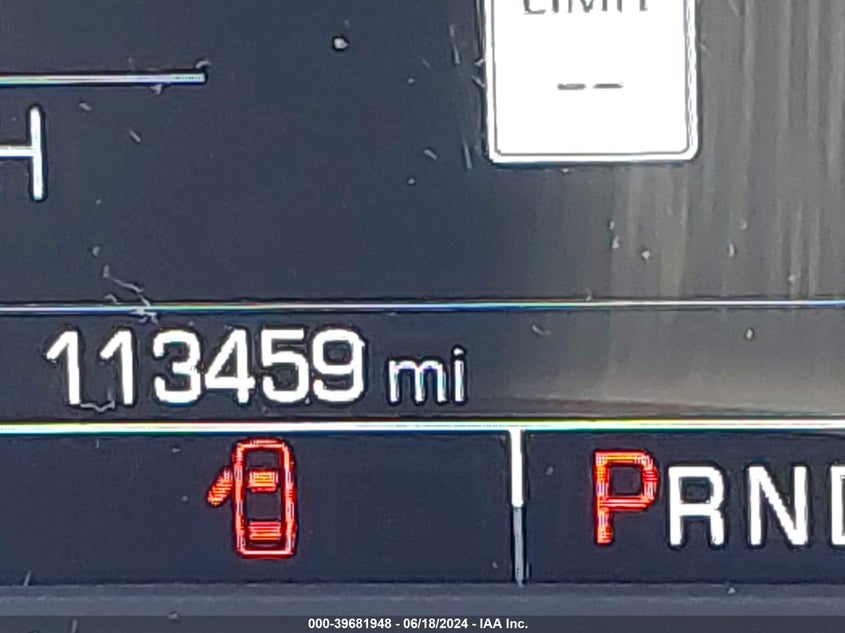 LIMIT
--
H
113459 mi
PRND
000-39681948 - 06/18/2024 - IAA Inc.